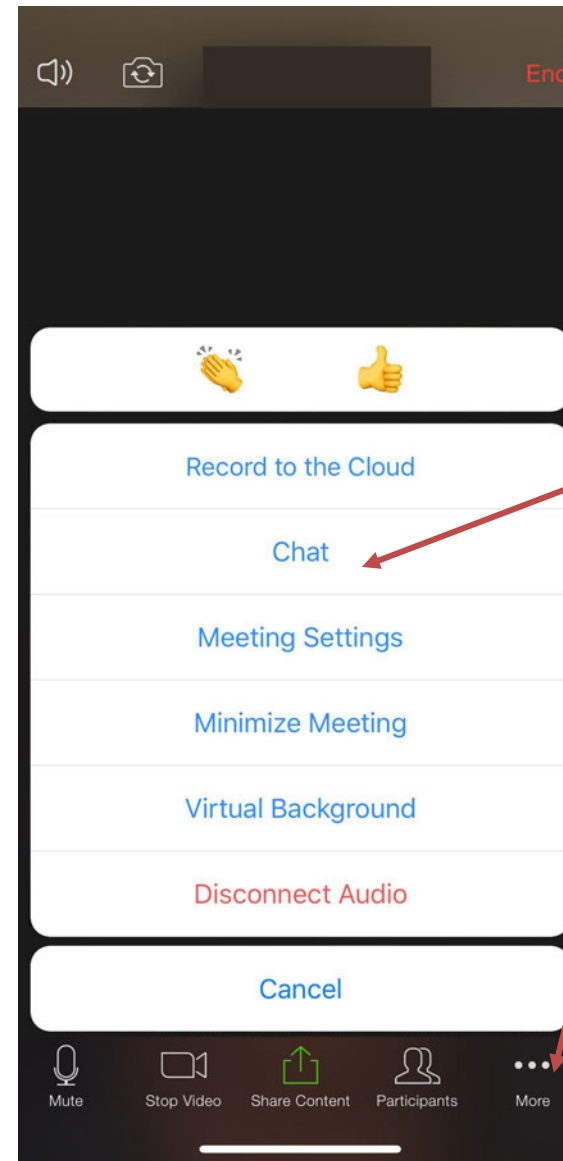 End
Record to the Cloud
Chat
Meeting Settings
Minimize Meeting
Virtual Background
Disconnect Audio
Cancel
Mute Stop Video Share Content Participants More